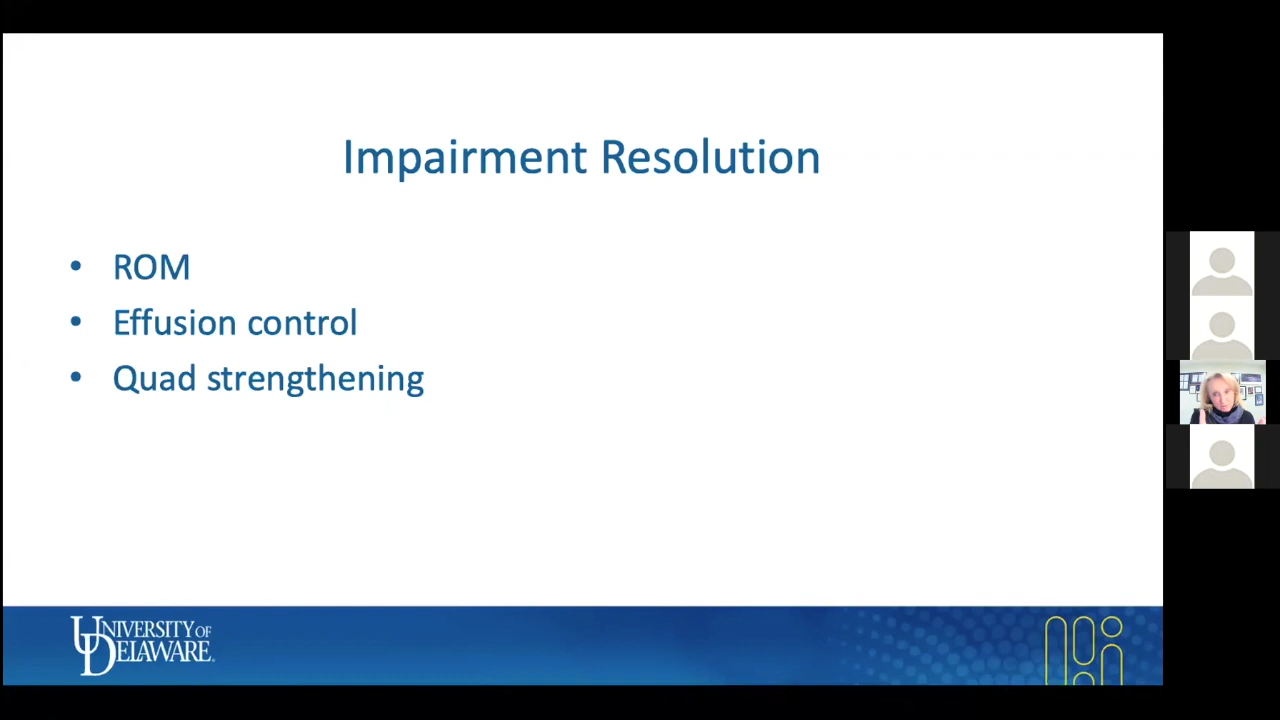 Impairment Resolution
• ROM
• Effusion control
• Quad strengthening
UNIVERSITY OF
DELAWARE